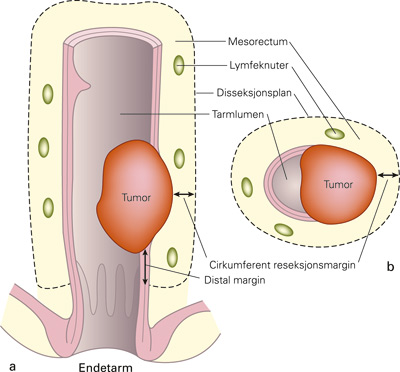 Mesorectum
Lymfeknuter
Disseksjonsplan
Tarmlumen
Tumor
Tumor
Cirkumferent reseksjonsmargin
Distal margin
a
Endetarm
b